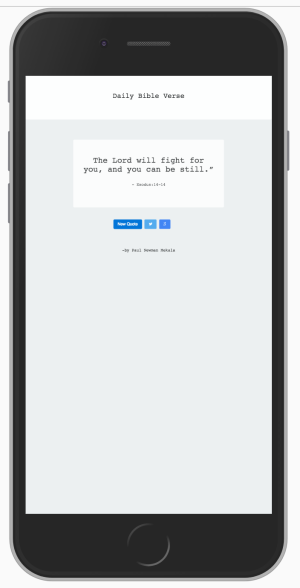 Daily Bible Verse
The Lord will fight for
you, and you can be still.”
- Exodus:14-14
New Quote
-by Paul Newman Mekala